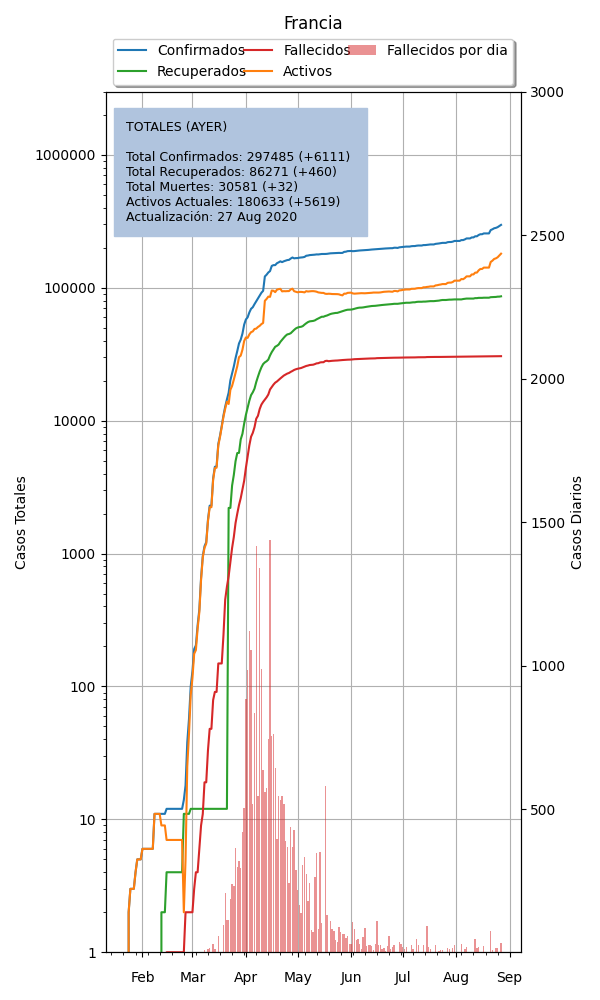 Francia
Confirmados Fallecidos Fallecidos por dia
Recuperados Activos
TOTALES (AYER)
Total Confirmados: 297485 (+6111)
Total Recuperados: 86271 (+460)
Total Muertes: 30581 (+32)
Activos Actuales: 180633 (+5619)
Actualización: 27 Aug 2020
Casos Totales
1000000
100000
10000
1000
100
10
1
3000
2500
2000
1500
1000
500
Casos Diarios
Feb Mar Apr May Jun Jul Aug Sep